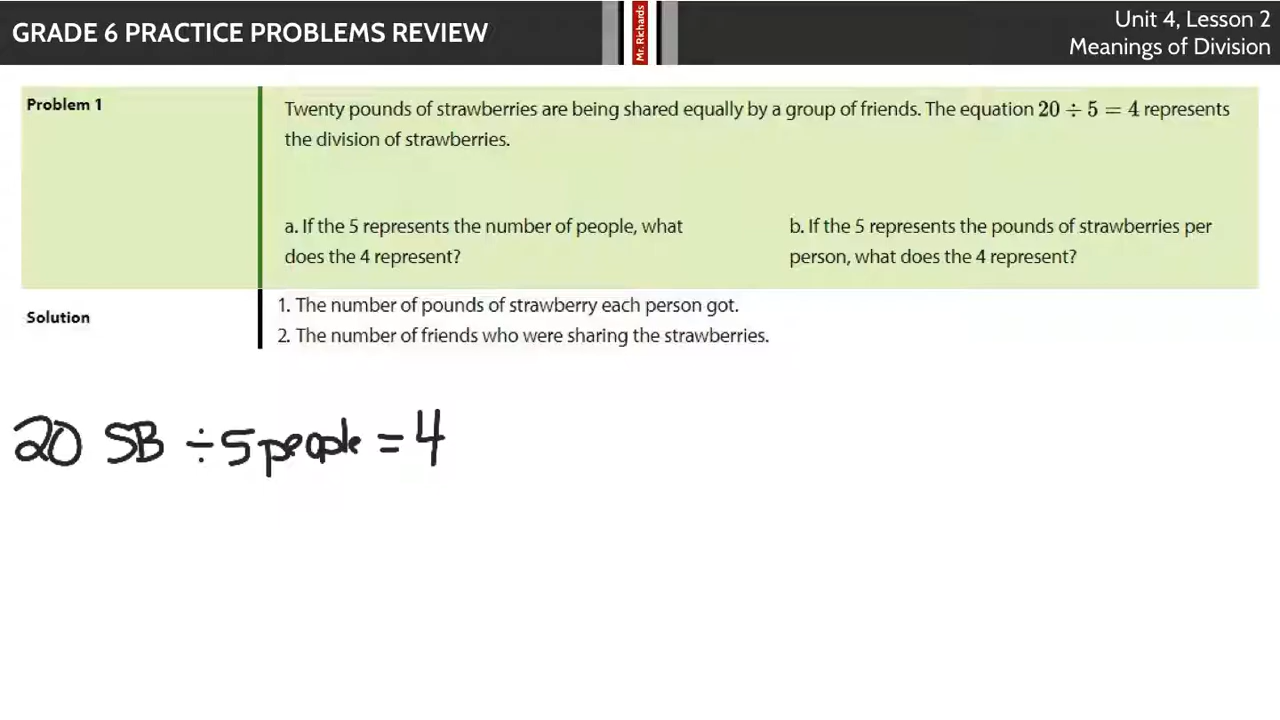 GRADE 6 PRACTICE PROBLEMS REVIEW
Mr. Richards
Unit 4, Lesson 2
Meanings of Division
Problem 1
Twenty pounds of strawberries are being shared equally by a group of friends. The equation 20 ÷ 5 = 4 represents
the division of strawberries.
a. If the 5 represents the number of people, what
does the 4 represent?
b. If the 5 represents the pounds of strawberries per
person, what does the 4 represent?
Solution
1. The number of pounds of strawberry each person got.
2. The number of friends who were sharing the strawberries.
20 SB ÷ 5 people = 4